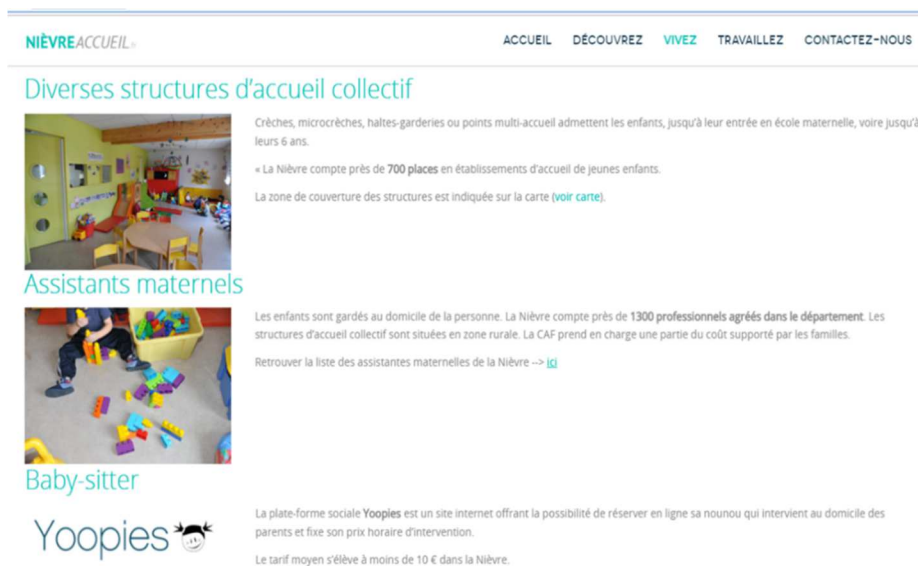 NIÈVREACCUEIL
ACCUEIL DÉCOUVREZ VIVEZ TRAVAILLEZ CONTACTEZ-NOUS
Diverses structures d'accueil collectif
Crèches, microcrèches, haltes-garderies ou points multi-accueil admettent les enfants, jusqu'à leur entrée en école maternelle, voire jusqu'à
leurs 6 ans.
« La Nièvre compte près de 700 places en établissements d'accueil de jeunes enfants.
La zone de couverture des structures est indiquée sur la carte (voir carte).
Assistants maternels
Les enfants sont gardés au domicile de la personne. La Nièvre compte près de 1300 professionnels agréés dans le département. Les
structures d'accueil collectif sont situées en zone rurale. La CAF prend en charge une partie du coût supporté par les familles.
Retrouver la liste des assistantes maternelles de la Nièvre --> ici
Baby-sitter
Yoopies
La plate-forme sociale Yoopies est un site internet offrant la possibilité de réserver en ligne sa nounou qui intervient au domicile des
parents et fixe son prix horaire d'intervention.
Le tarif moyen s'élève à moins de 10 € dans la Nièvre.